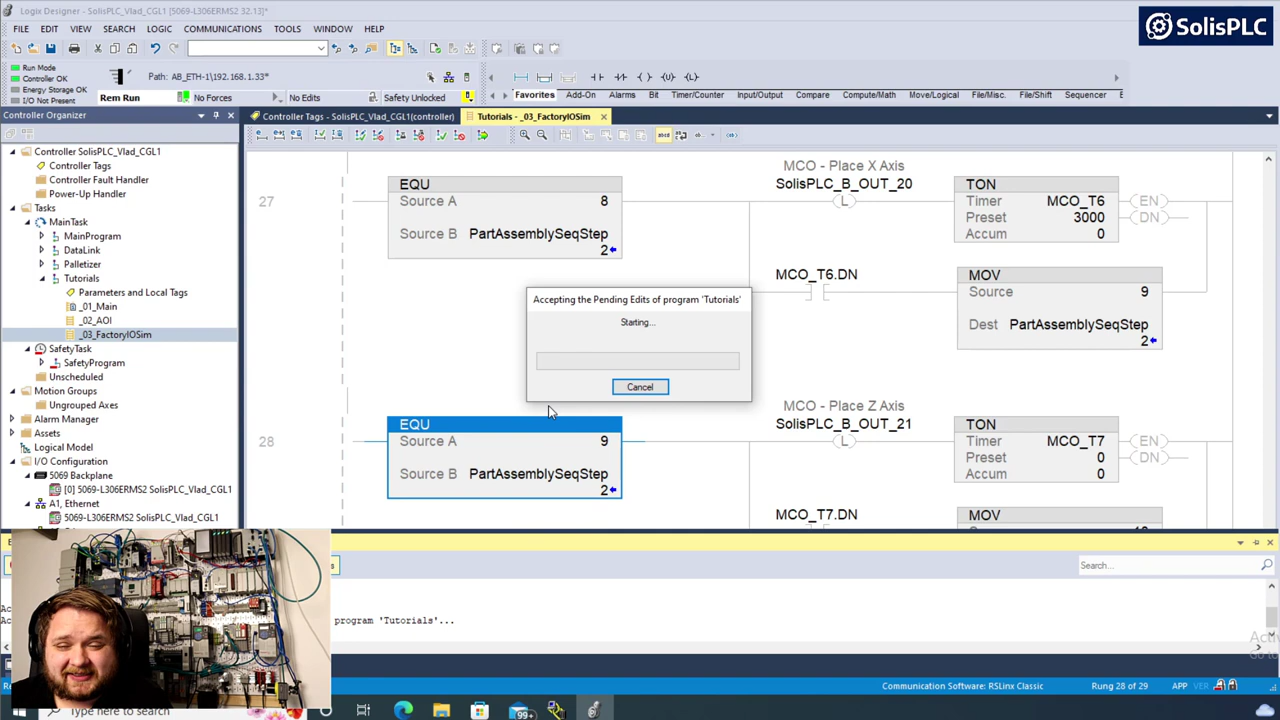 Logix Designer - SolisPLC_Vlad_CGL1 [5069-L306ERMS2 32.13]*
SolisPLC
FILE EDIT VIEW SEARCH LOGIC COMMUNICATIONS TOOLS WINDOW HELP
Run Mode
Controller OK
Energy Storage OK
I/O Not Present
Path: AB_ETH-1\192.168.1.33*
Rem Run No Forces No Edits Safety Unlocked
Favorites Add-On Alarms Bit Timer/Counter Input/Output Compare Compute/Math Move/Logical File/Misc. File/Shift Sequencer E
Controller Organizer
Controller Tags - SolisPLC_Vlad_CGL1(controller) Tutorials - _03_FactoryIOSim
Controller SolisPLC_Vlad_CGL1
Controller Tags
Controller Fault Handler
Power-Up Handler
Tasks
MainTask
MainProgram
DataLink
Palletizer
Tutorials
Parameters and Local Tags
_01_Main
_02_AOI
_03_FactoryIOSim
SafetyTask
SafetyProgram
Unscheduled
Motion Groups
Ungrouped Axes
Alarm Manager
Assets
Logical Model
I/O Configuration
5069 Backplane
[0] 5069-L306ERMS2 SolisPLC_Vlad_CGL1
A1, Ethernet
5069-L306ERMS2 SolisPLC_Vlad_CGL1
27
EQU
Source A 8
Source B PartAssemblySeqStep
2
MCO - Place X Axis
SolisPLC_B_OUT_20
L
TON
Timer MCO_T6
Preset 3000
Accum 0
EN
DN
MCO_T6.DN
MOV
Source 9
Dest PartAssemblySeqStep
2
Accepting the Pending Edits of program 'Tutorials'
Starting...
Cancel
28
EQU
Source A 9
Source B PartAssemblySeqStep
2
MCO - Place Z Axis
SolisPLC_B_OUT_21
L
TON
Timer MCO_T7
Preset 0
Accum 0
EN
DN
MCO_T7.DN
MOV
Search...
program 'Tutorials'...
Communication Software: RSLinx Classic Rung 28 of 29 APP VER
Type here to search
99+